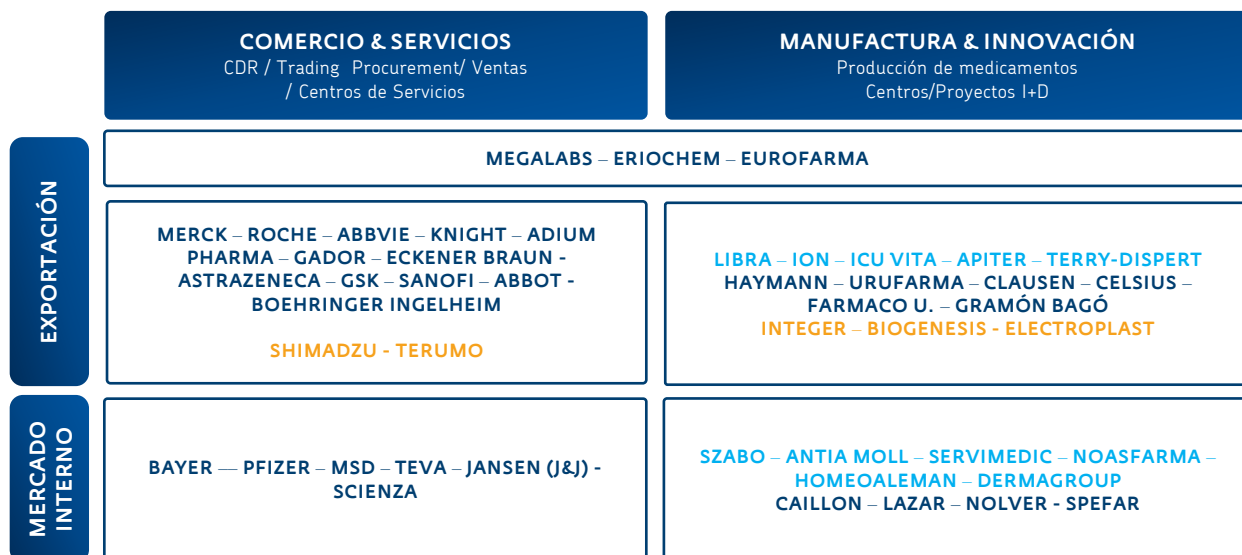 COMERCIO & SERVICIOS
CDR / Trading Procurement/ Ventas
/ Centros de Servicios
MANUFACTURA & INNOVACIÓN
Producción de medicamentos
Centros/Proyectos I+D
EXPORTACIÓN
MEGALABS – ERIOCHEM – EUROFARMA
MERCK – ROCHE – ABBVIE – KNIGHT – ADIUM
PHARMA – GADOR – ECKENER BRAUN -
ASTRAZENECA – GSK – SANOFI – ABBOT -
BOEHRINGER INGELHEIM
SHIMADZU - TERUMO
LIBRA – ION – ICU VITA – APITER – TERRY-DISPERT
HAYMANN – URUFARMA – CLAUSEN – CELSIUS –
FARMACO U. – GRAMÓN BAGÓ
INTEGER – BIOGENESIS - ELECTROPLAST
MERCADO
INTERNO
BAYER — PFIZER – MSD – TEVA – JANSEN (J&J) -
SCIENZA
SZABO – ANTIA MOLL – SERVIMEDIC – NOASFARMA –
HOMEOALEMAN – DERMAGROUP
CAILLON – LAZAR – NOLVER - SPEFAR